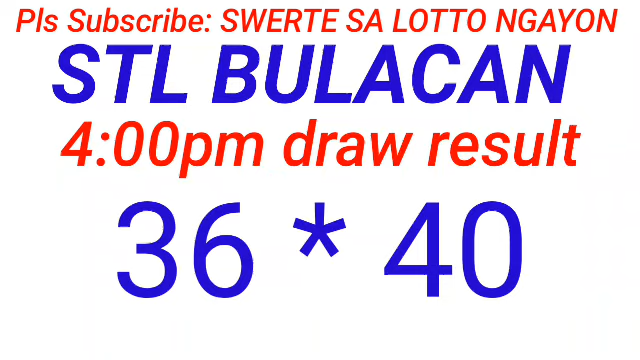 Pls Subscribe: SWERTE SA LOTTO NGAYON
STL BULACAN
4:00pm draw result
36 * 40